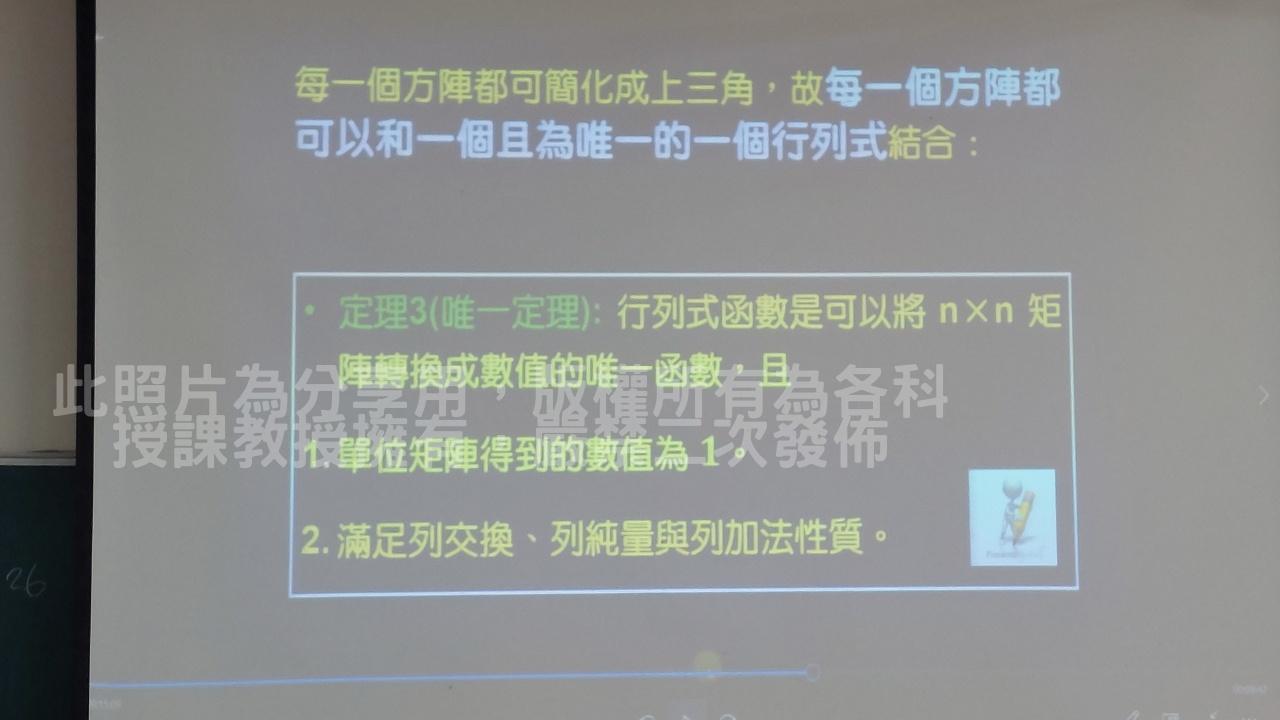 每一個方陣都可簡化成上三角，故每一個方陣都
可以和一個且為唯一的一個行列式結合：
• 定理3(唯一定理): 行列式函數是可以將 n×n 矩
陣轉換成數值的唯一函數，且
此照片為分享用，版權所有為各科
授課教授擁有，嚴禁二次發佈
1. 單位矩陣得到的數值為 1。
2. 滿足列交換、列純量與列加法性質。
26